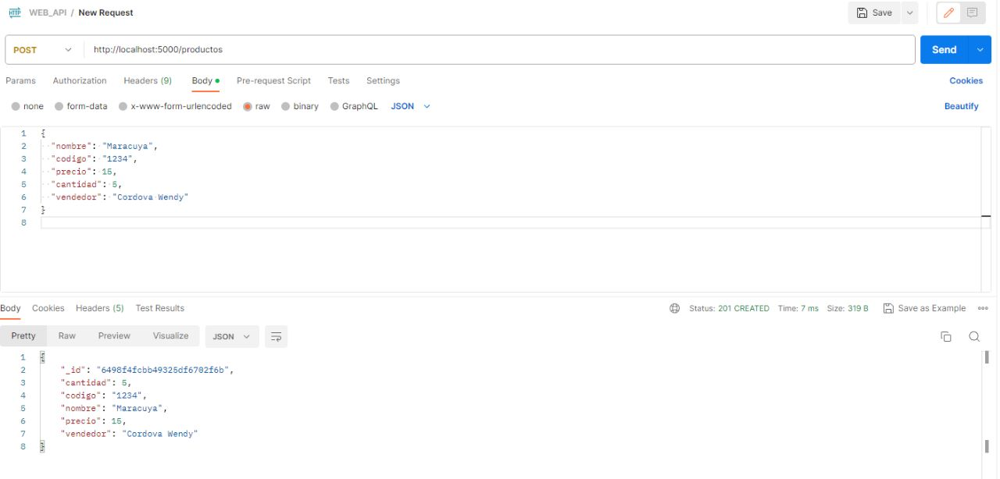 HTTP WEB_API / New Request Save
POST http://localhost:5000/productos Send
Params Authorization Headers (9) Body Pre-request Script Tests Settings Cookies
none form-data x-www-form-urlencoded raw binary GraphQL JSON Beautify
1 {
2 "nombre": "Maracuya",
3 "codigo": "1234",
4 "precio": 15,
5 "cantidad": 5,
6 "vendedor": "Cordova Wendy"
7 }
8
Body Cookies Headers (5) Test Results Status: 201 CREATED Time: 7 ms Size: 319 B Save as Example
Pretty Raw Preview Visualize JSON
1 {
2 "_id": "6498f4fcbb49325df6702f6b",
3 "cantidad": 5,
4 "codigo": "1234",
5 "nombre": "Maracuya",
6 "precio": 15,
7 "vendedor": "Cordova Wendy"
8 }